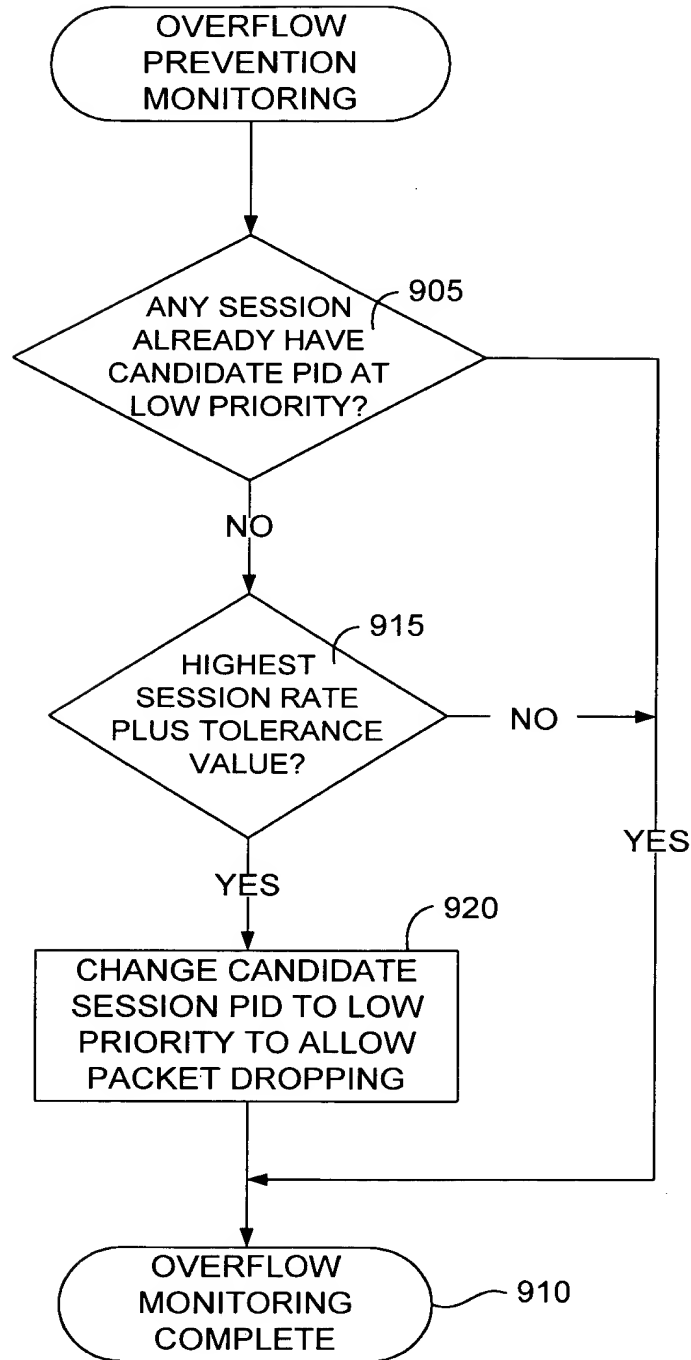 OVERFLOW
PREVENTION
MONITORING
905
ANY SESSION
ALREADY HAVE
CANDIDATE PID AT
LOW PRIORITY?
NO
915
HIGHEST
SESSION RATE
PLUS TOLERANCE
VALUE?
NO
YES
YES
920
CHANGE CANDIDATE
SESSION PID TO LOW
PRIORITY TO ALLOW
PACKET DROPPING
OVERFLOW
MONITORING
COMPLETE
910